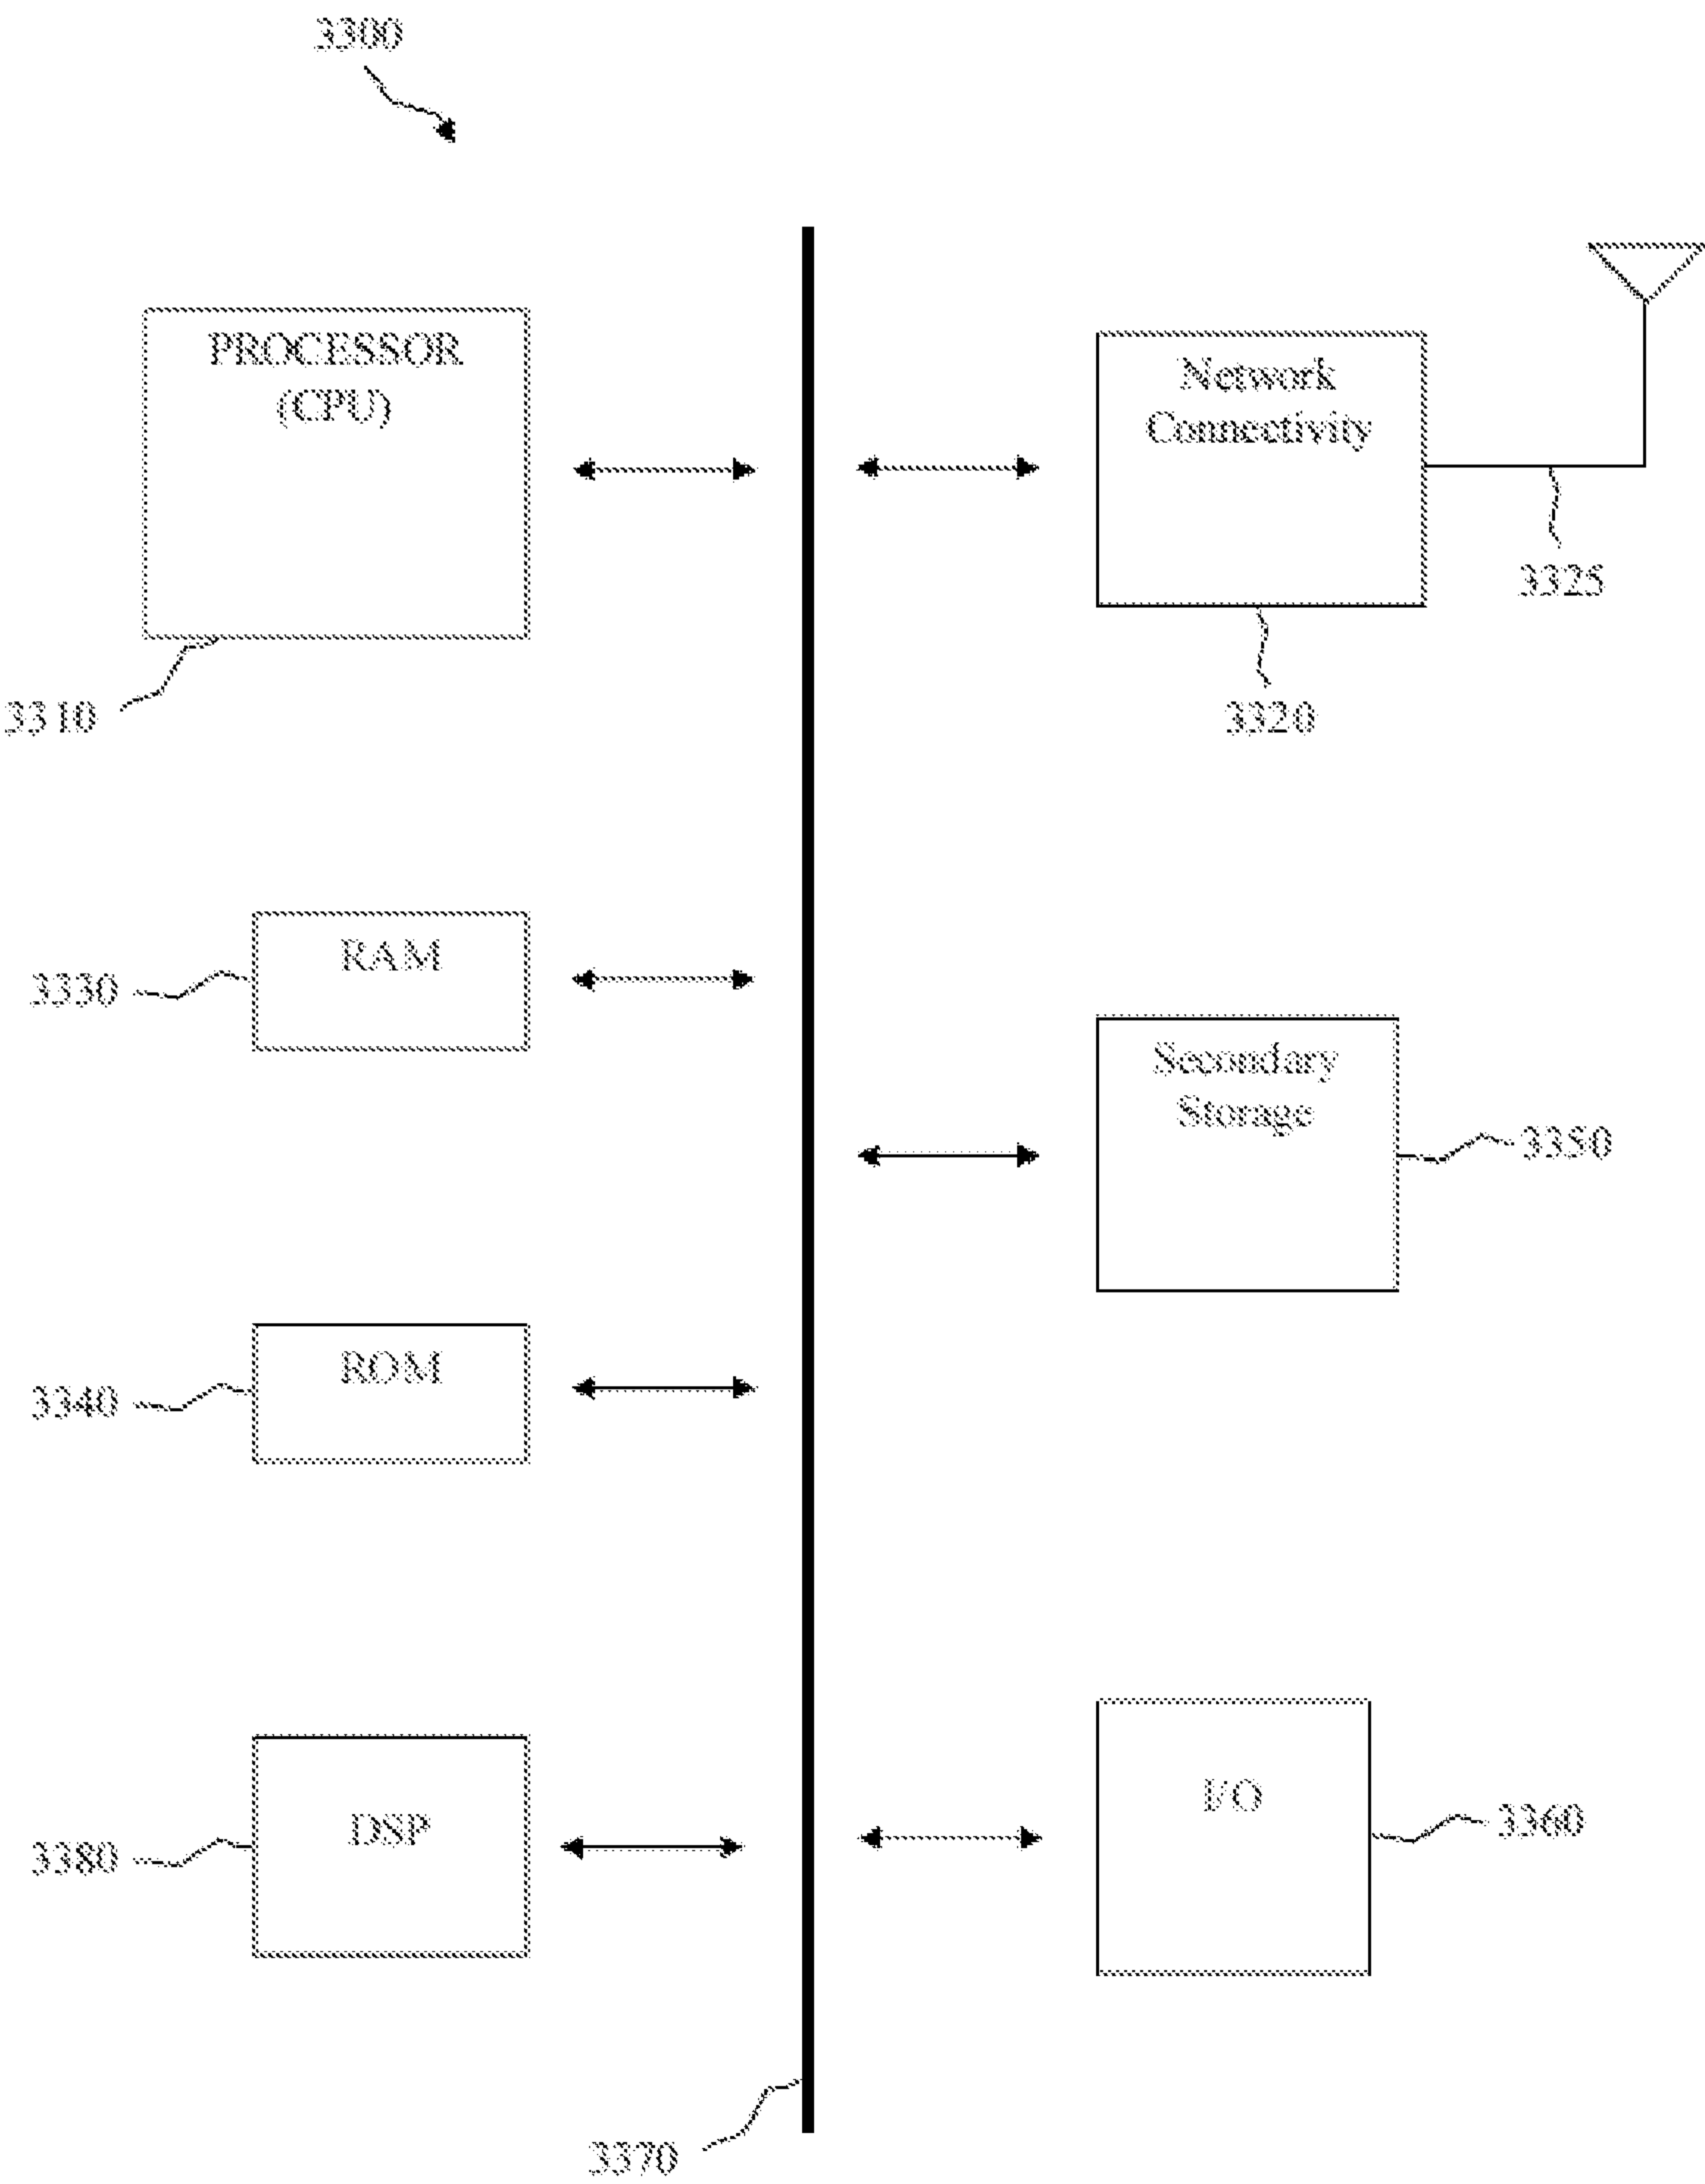 3300
PROCESSOR
(CPU)
3310
Network
Connectivity
3325
3320
RAM
3330
Secondary
Storage
3350
ROM
3340
DSP
3380
I/O
3360
3370